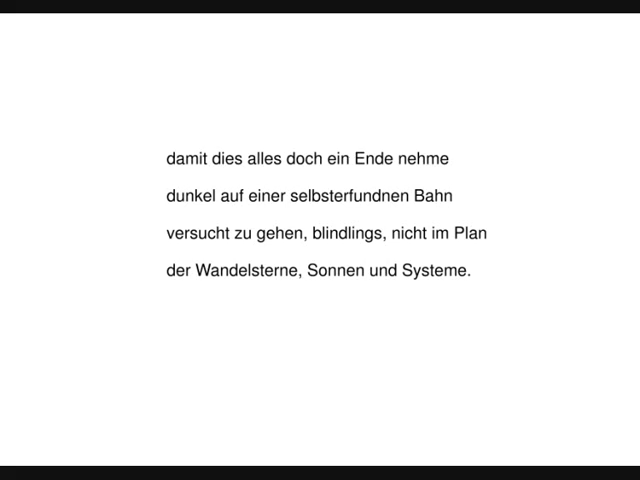 damit dies alles doch ein Ende nehme
dunkel auf einer selbsterfundnen Bahn
versucht zu gehen, blindlings, nicht im Plan
der Wandelsterne, Sonnen und Systeme.